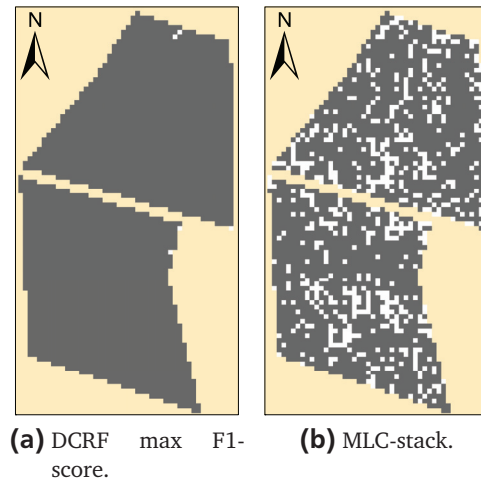 N
N
(a) DCRF max F1-
score.
(b) MLC-stack.